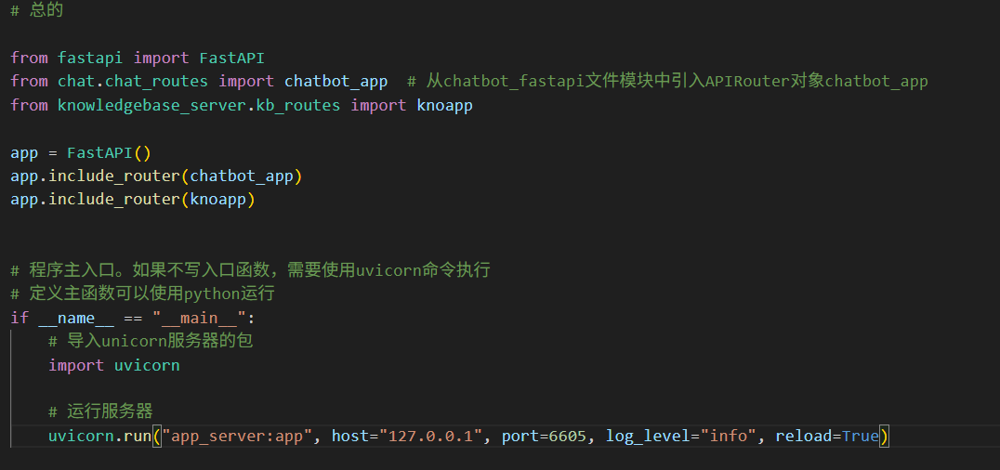 # 总的
from fastapi import FastAPI
from chat.chat_routes import chatbot_app  # 从chatbot_fastapi文件模块中引入APIRouter对象chatbot_app
from knowledgebase_server.kb_routes import knoapp
app = FastAPI()
app.include_router(chatbot_app)
app.include_router(knoapp)
# 程序主入口。如果不写入口函数，需要使用uvicorn命令执行
# 定义主函数可以使用python运行
if __name__ == "__main__":
    # 导入unicorn服务器的包
    import uvicorn
    # 运行服务器
    uvicorn.run("app_server:app", host="127.0.0.1", port=6605, log_level="info", reload=True)